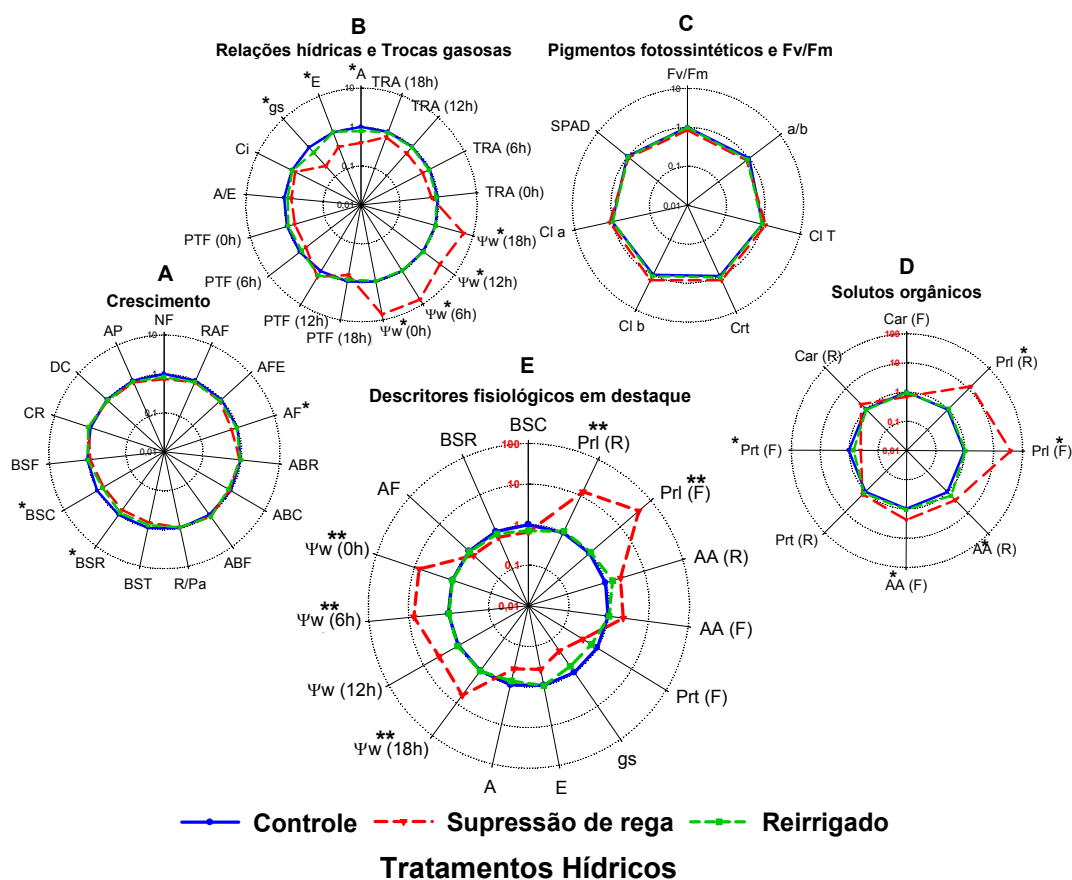 B
Relações hídricas e Trocas gasosas
*A
TRA (18h)
TRA (12h)
TRA (6h)
TRA (0h)
Ψw* (18h)
Ψw* (12h)
Ψw* (6h)
Ψw* (0h)
PTF (18h)
PTF (12h)
PTF (6h)
PTF (0h)
A/E
Ci
*gs
*E
10
1
0,1
0,01
C
Pigmentos fotossintéticos e Fv/Fm
Fv/Fm
a/b
Cl T
Crt
Cl b
Cl a
SPAD
10
1
0,1
0,01
A
Crescimento
NF
RAF
AFE
AF*
ABR
ABC
ABF
R/Pa
BST
*BSR
*BSC
BSF
CR
DC
AP
10
1
0,1
0,01
D
Solutos orgânicos
Car (F)
Prl (R)*
Prl (F)*
AA (R)*
AA (F)*
Prt (R)
*Prt (F)
Car (R)
100
10
1
0,1
0,01
E
Descritores fisiológicos em destaque
BSC
Prl (R)**
Prl (F)**
AA (R)
AA (F)
Prt (F)
gs
E
A
Ψw (18h)**
Ψw (12h)
Ψw (6h)**
Ψw (0h)**
AF
BSR
100
10
1
0,1
0,01
Controle
Supressão de rega
Reirrigado
Tratamentos Hídricos